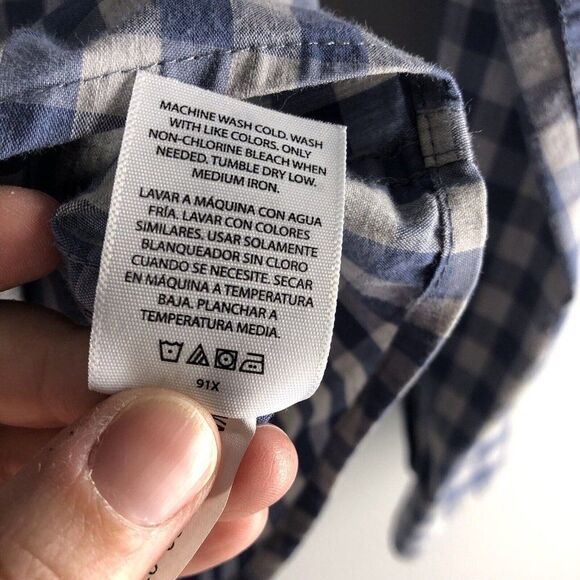 MACHINE WASH COLD. WASH
WITH LIKE COLORS. ONLY
NON-CHLORINE BLEACH WHEN
NEEDED. TUMBLE DRY LOW.
MEDIUM IRON.
LAVAR A MÁQUINA CON AGUA
FRÍA. LAVAR CON COLORES
SIMILARES. USAR SOLAMENTE
BLANQUEADOR SIN CLORO
CUANDO SE NECESITE. SECAR
EN MÁQUINA A TEMPERATURA
BAJA. PLANCHAR A
TEMPERATURA MEDIA.
91X